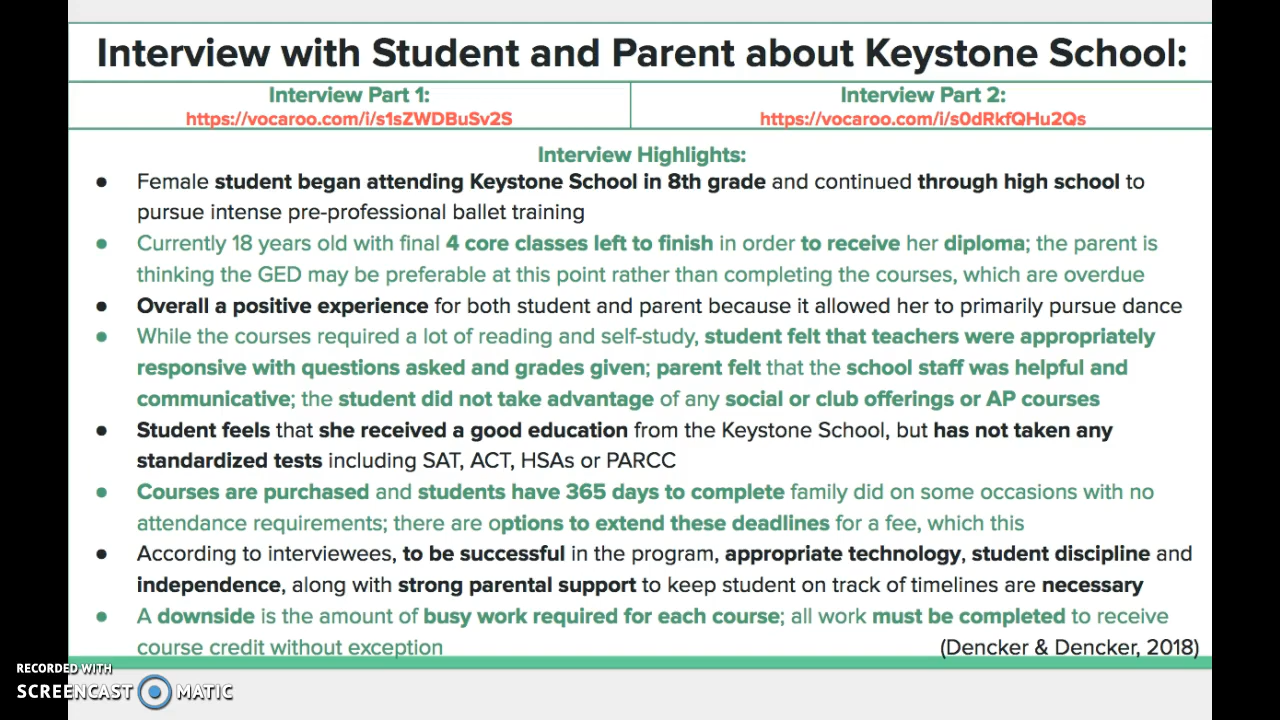 Interview with Student and Parent about Keystone School:
Interview Part 1:
https://vocaroo.com/i/s1sZWDBuSv2S
Interview Part 2:
https://vocaroo.com/i/s0dRkfQHu2Qs
Interview Highlights:
● Female student began attending Keystone School in 8th grade and continued through high school to
pursue intense pre-professional ballet training
● Currently 18 years old with final 4 core classes left to finish in order to receive her diploma; the parent is
thinking the GED may be preferable at this point rather than completing the courses, which are overdue
● Overall a positive experience for both student and parent because it allowed her to primarily pursue dance
● While the courses required a lot of reading and self-study, student felt that teachers were appropriately
responsive with questions asked and grades given; parent felt that the school staff was helpful and
communicative; the student did not take advantage of any social or club offerings or AP courses
● Student feels that she received a good education from the Keystone School, but has not taken any
standardized tests including SAT, ACT, HSAs or PARCC
● Courses are purchased and students have 365 days to complete family did on some occasions with no
attendance requirements; there are options to extend these deadlines for a fee, which this
● According to interviewees, to be successful in the program, appropriate technology, student discipline and
independence, along with strong parental support to keep student on track of timelines are necessary
● A downside is the amount of busy work required for each course; all work must be completed to receive
course credit without exception
(Dencker & Dencker, 2018)
RECORDED WITH
SCREENCAST MATIC